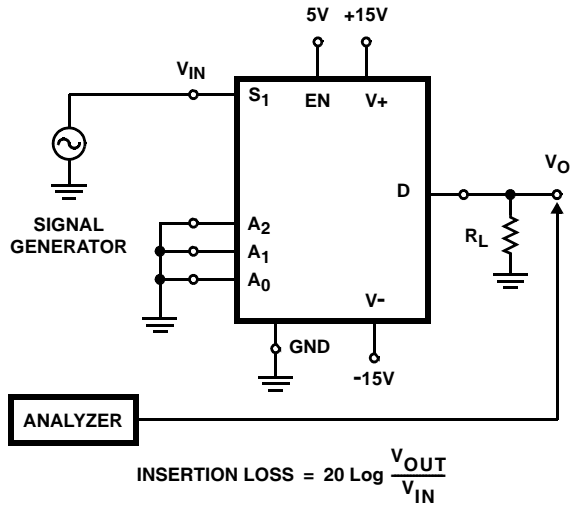 5V +15V
V_IN
S_1 EN V+
D V_O
SIGNAL
GENERATOR
A_2
A_1
A_0
R_L
V-
GND
-15V
ANALYZER
INSERTION LOSS = 20 Log V_OUT
V_IN